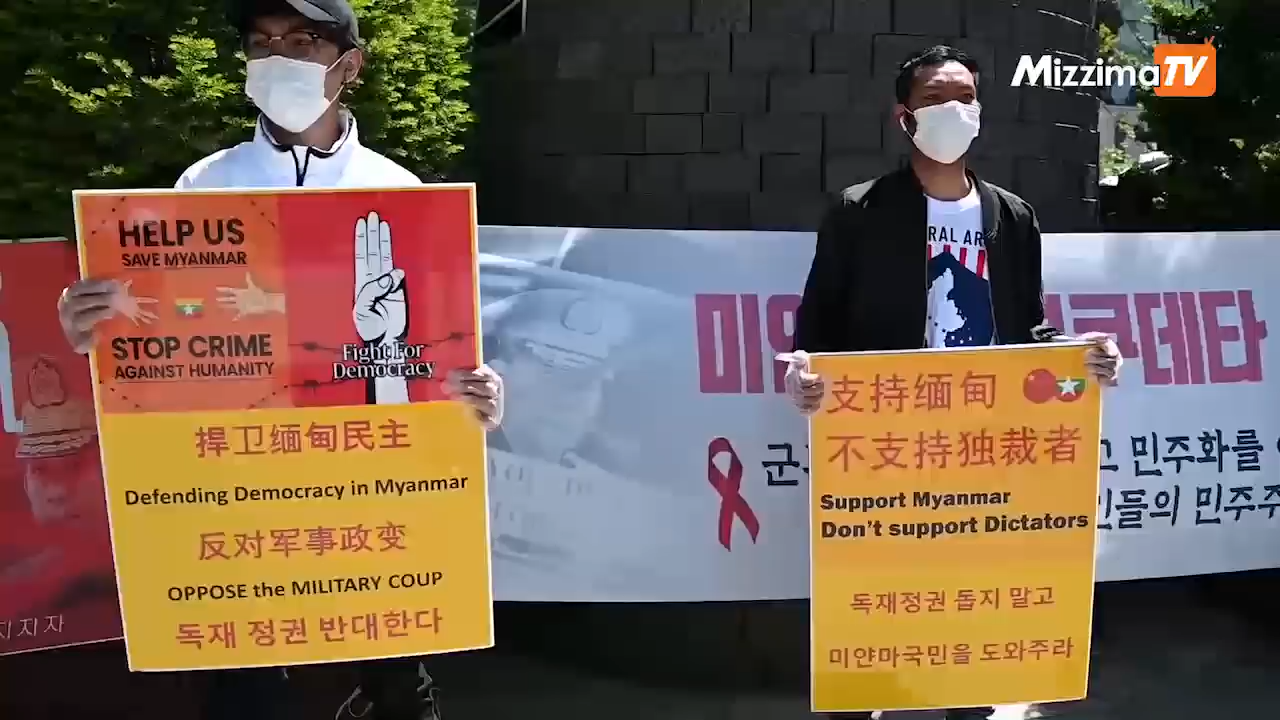 MizzimaTV
HELP US
SAVE MYANMAR
STOP CRIME
AGAINST HUMANITY
Fight For
Democracy
捍卫缅甸民主
Defending Democracy in Myanmar
反对军事政变
OPPOSE the MILITARY COUP
독재 정권 반대한다
지지자
支持缅甸
不支持独裁者
Support Myanmar
Don't support Dictators
독재정권 돕지 말고
미얀마국민을 도와주라
데타
민주화를
들의 민주주